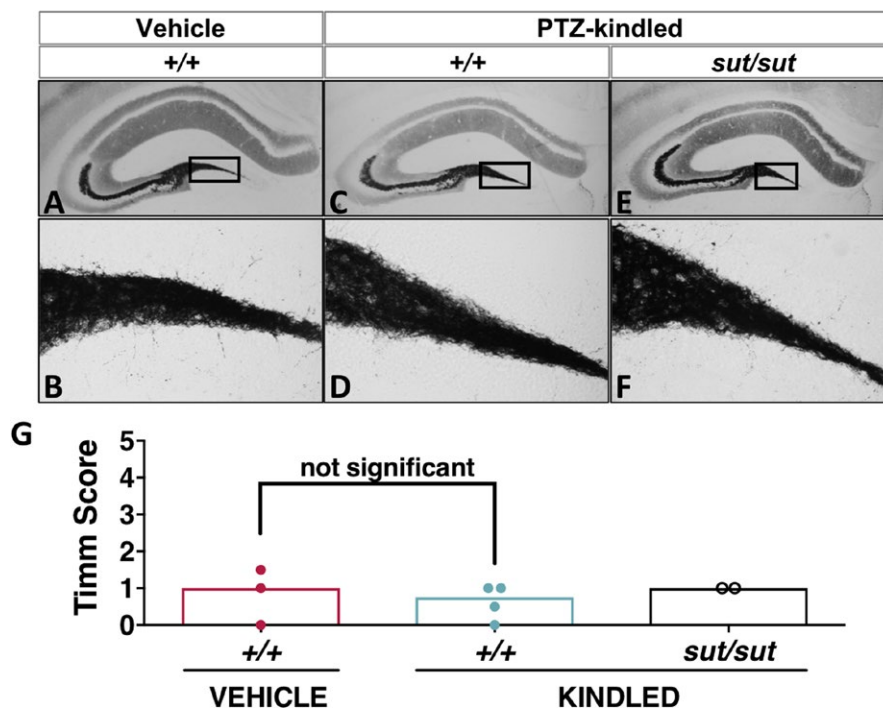 Vehicle PTZ-kindled
+/+ +/+ sut/sut
A C E
B D F
G
5
4
3
2
1
0
Timm Score
not significant
+/+ +/+ sut/sut
VEHICLE KINDLED